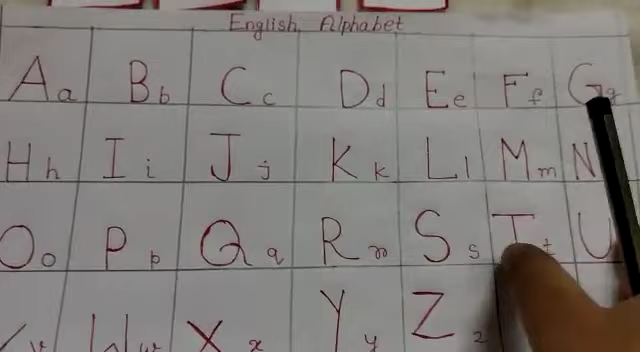 English Alphabet
A a B b C c D d E e F f G g
H h I i J j K k L l M m N
O o P p Q q R r S s T t U
V v W w X x Y y Z z